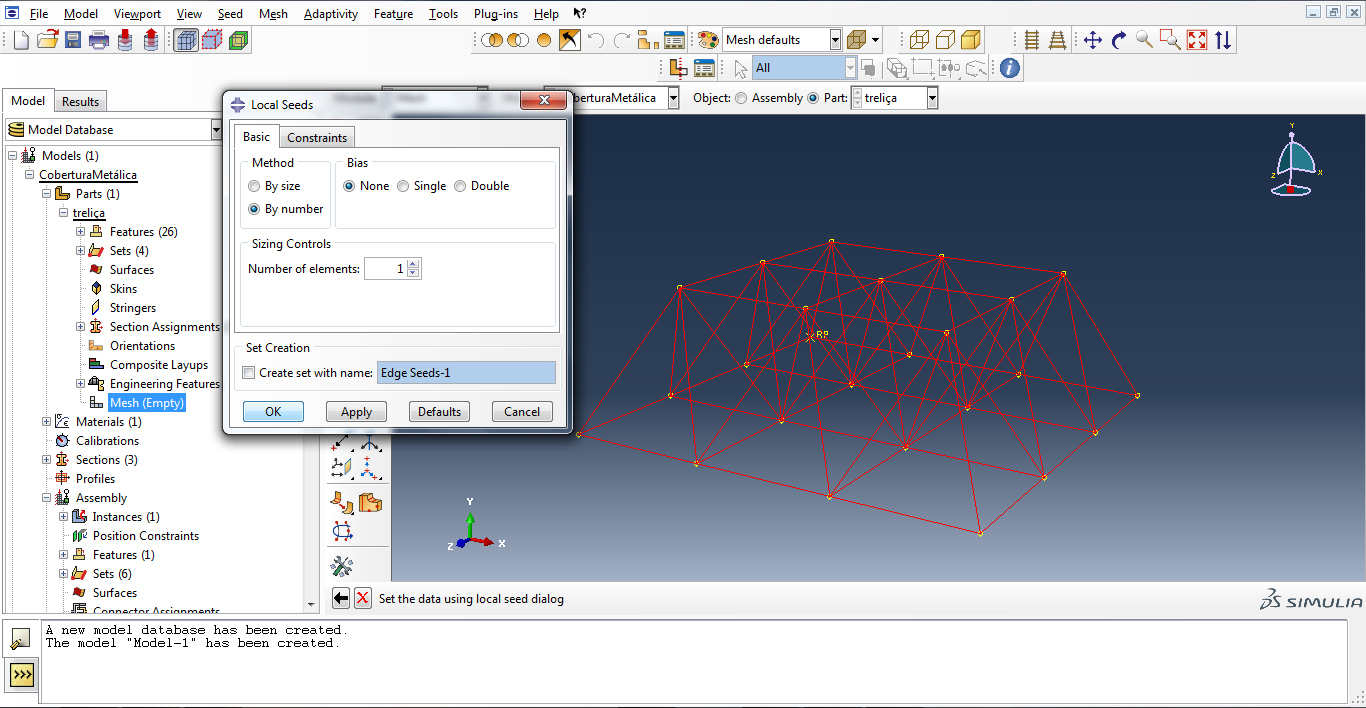 File Model Viewport View Seed Mesh Adaptivity Feature Tools Plug-ins Help
Mesh defaults
All
Model Results
Model Database
Models (1)
CoberturaMetálica
Parts (1)
treliça
Features (26)
Sets (4)
Surfaces
Skins
Stringers
Section Assignments
Orientations
Composite Layups
Engineering Features
Mesh (Empty)
Materials (1)
Calibrations
Sections (3)
Profiles
Assembly
Instances (1)
Position Constraints
Features (1)
Sets (6)
Surfaces
Connector Assignments
oberturaMetálica Object: Assembly Part: treliça
Local Seeds
Basic Constraints
Method
By size
By number
Bias
None Single Double
Sizing Controls
Number of elements: 1
Set Creation
Create set with name: Edge Seeds-1
OK Apply Defaults Cancel
Y
Z X
RP
Y
Z X
Set the data using local seed dialog
SIMULIA
A new model database has been created.
The model "Model-1" has been created.
>>>